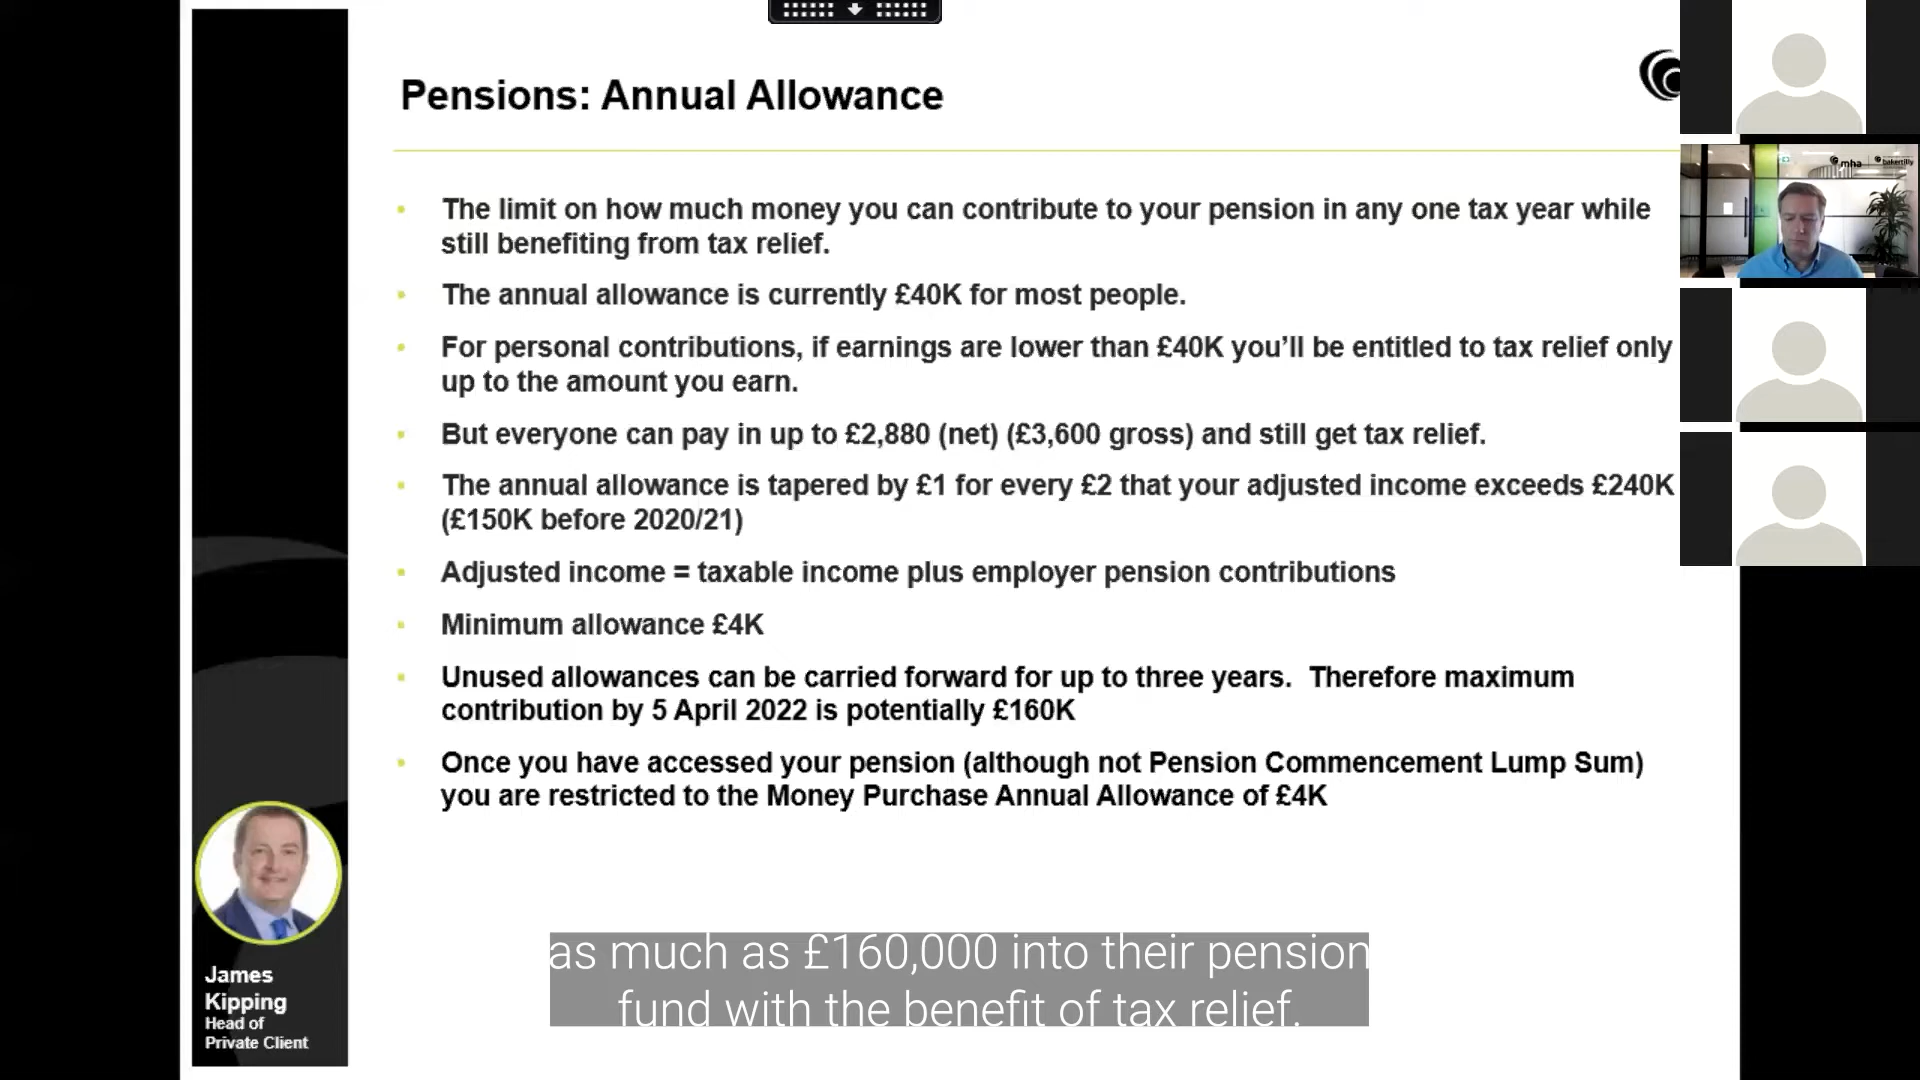 Pensions: Annual Allowance
mha
bakertilly
The limit on how much money you can contribute to your pension in any one tax year while
still benefiting from tax relief.
The annual allowance is currently £40K for most people.
For personal contributions, if earnings are lower than £40K you’ll be entitled to tax relief only
up to the amount you earn.
But everyone can pay in up to £2,880 (net) (£3,600 gross) and still get tax relief.
The annual allowance is tapered by £1 for every £2 that your adjusted income exceeds £240K
(£150K before 2020/21)
Adjusted income = taxable income plus employer pension contributions
Minimum allowance £4K
Unused allowances can be carried forward for up to three years.  Therefore maximum
contribution by 5 April 2022 is potentially £160K
Once you have accessed your pension (although not Pension Commencement Lump Sum)
you are restricted to the Money Purchase Annual Allowance of £4K
James
Kipping
Head of
Private Client
as much as £160,000 into their pension
fund with the benefit of tax relief.